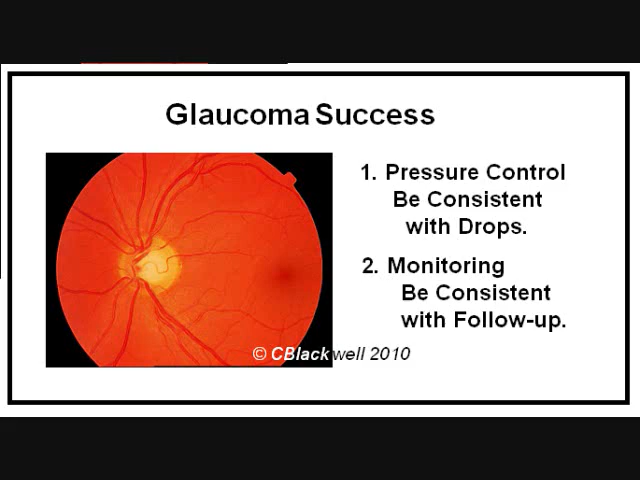 Glaucoma Success
1. Pressure Control
Be Consistent
with Drops.
2. Monitoring
Be Consistent
with Follow-up.
© CBlackwell 2010